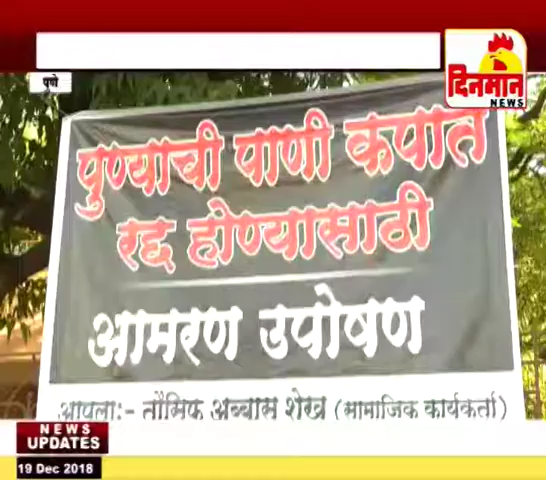 दिनमान
NEWS
पुणे
पुण्याची पाणी कपात
रद्द होण्यासाठी
आमरण उपोषण
आपला:- तौसिफ अब्बास शेख (सामाजिक कार्यकर्ता)
NEWS
UPDATES
19 Dec 2018